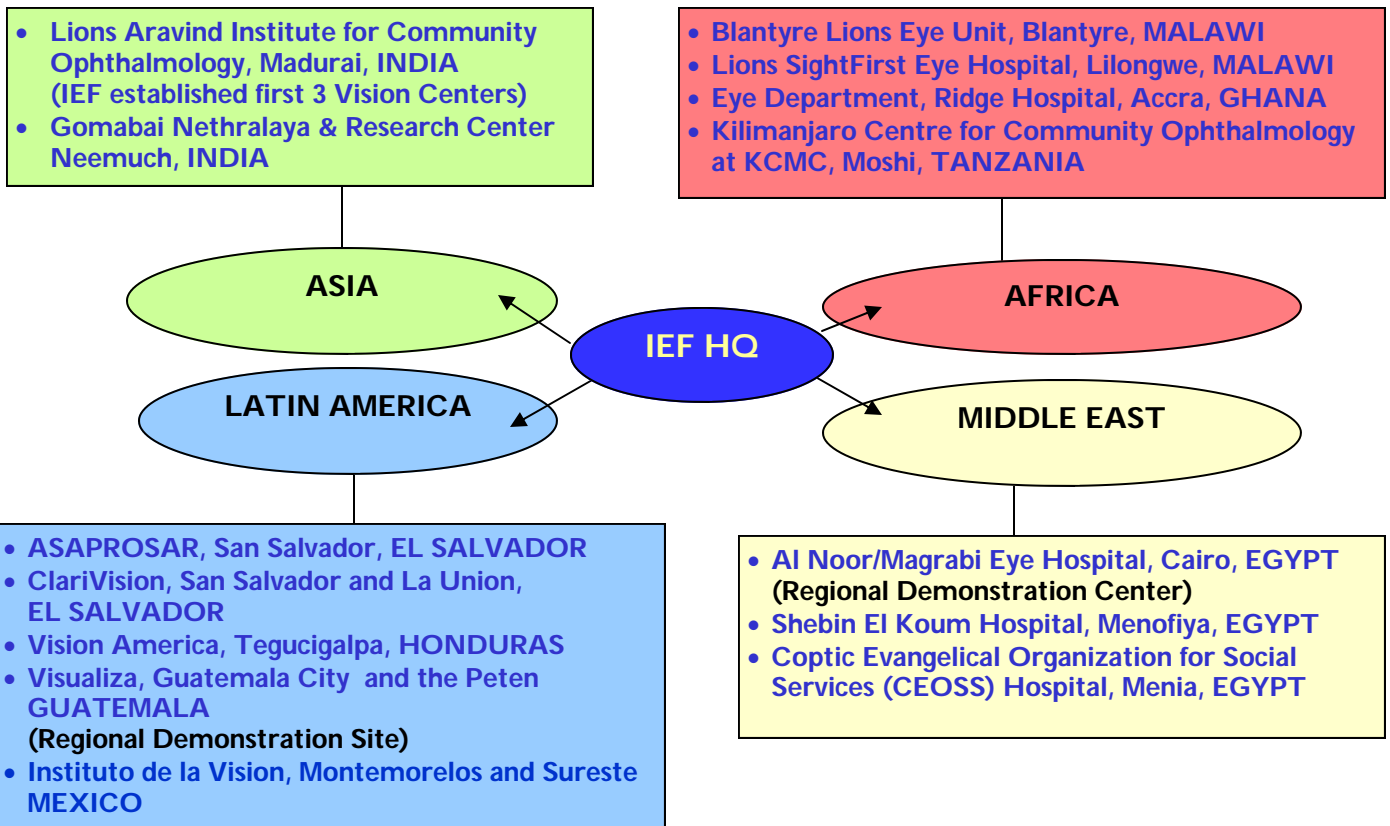 • Lions Aravind Institute for Community
Ophthalmology, Madurai, INDIA
(IEF established first 3 Vision Centers)
• Gomabai Nethralaya & Research Center
Neemuch, INDIA
• Blantyre Lions Eye Unit, Blantyre, MALAWI
• Lions SightFirst Eye Hospital, Lilongwe, MALAWI
• Eye Department, Ridge Hospital, Accra, GHANA
• Kilimanjaro Centre for Community Ophthalmology
at KCMC, Moshi, TANZANIA
ASIA
AFRICA
IEF HQ
LATIN AMERICA
MIDDLE EAST
• ASAPROSAR, San Salvador, EL SALVADOR
• ClariVision, San Salvador and La Union,
EL SALVADOR
• Vision America, Tegucigalpa, HONDURAS
• Visualiza, Guatemala City and the Peten
GUATEMALA
(Regional Demonstration Site)
• Instituto de la Vision, Montemorelos and Sureste
MEXICO
• Al Noor/Magrabi Eye Hospital, Cairo, EGYPT
(Regional Demonstration Center)
• Shebin El Koum Hospital, Menofiya, EGYPT
• Coptic Evangelical Organization for Social
Services (CEOSS) Hospital, Menia, EGYPT